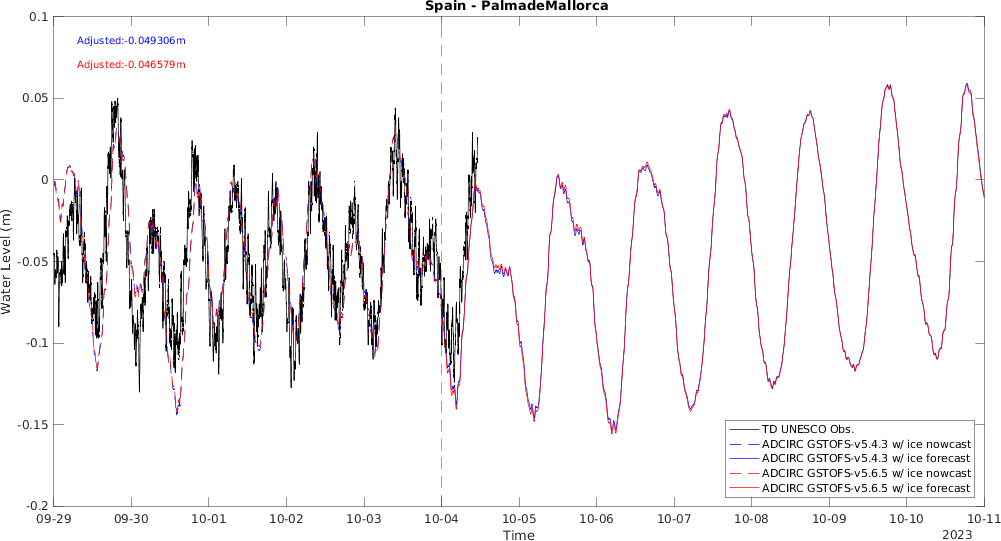 Spain - PalmadeMallorca
Adjusted:-0.049306m
Adjusted:-0.046579m
0.1
0.05
0
-0.05
-0.1
-0.15
-0.2
Water Level (m)
TD UNESCO Obs.
ADCIRC GSTOFS-v5.4.3 w/ ice nowcast
ADCIRC GSTOFS-v5.4.3 w/ ice forecast
ADCIRC GSTOFS-v5.6.5 w/ ice nowcast
ADCIRC GSTOFS-v5.6.5 w/ ice forecast
09-29 09-30 10-01 10-02 10-03 10-04 10-05 10-06 10-07 10-08 10-09 10-10 10-11
Time
2023